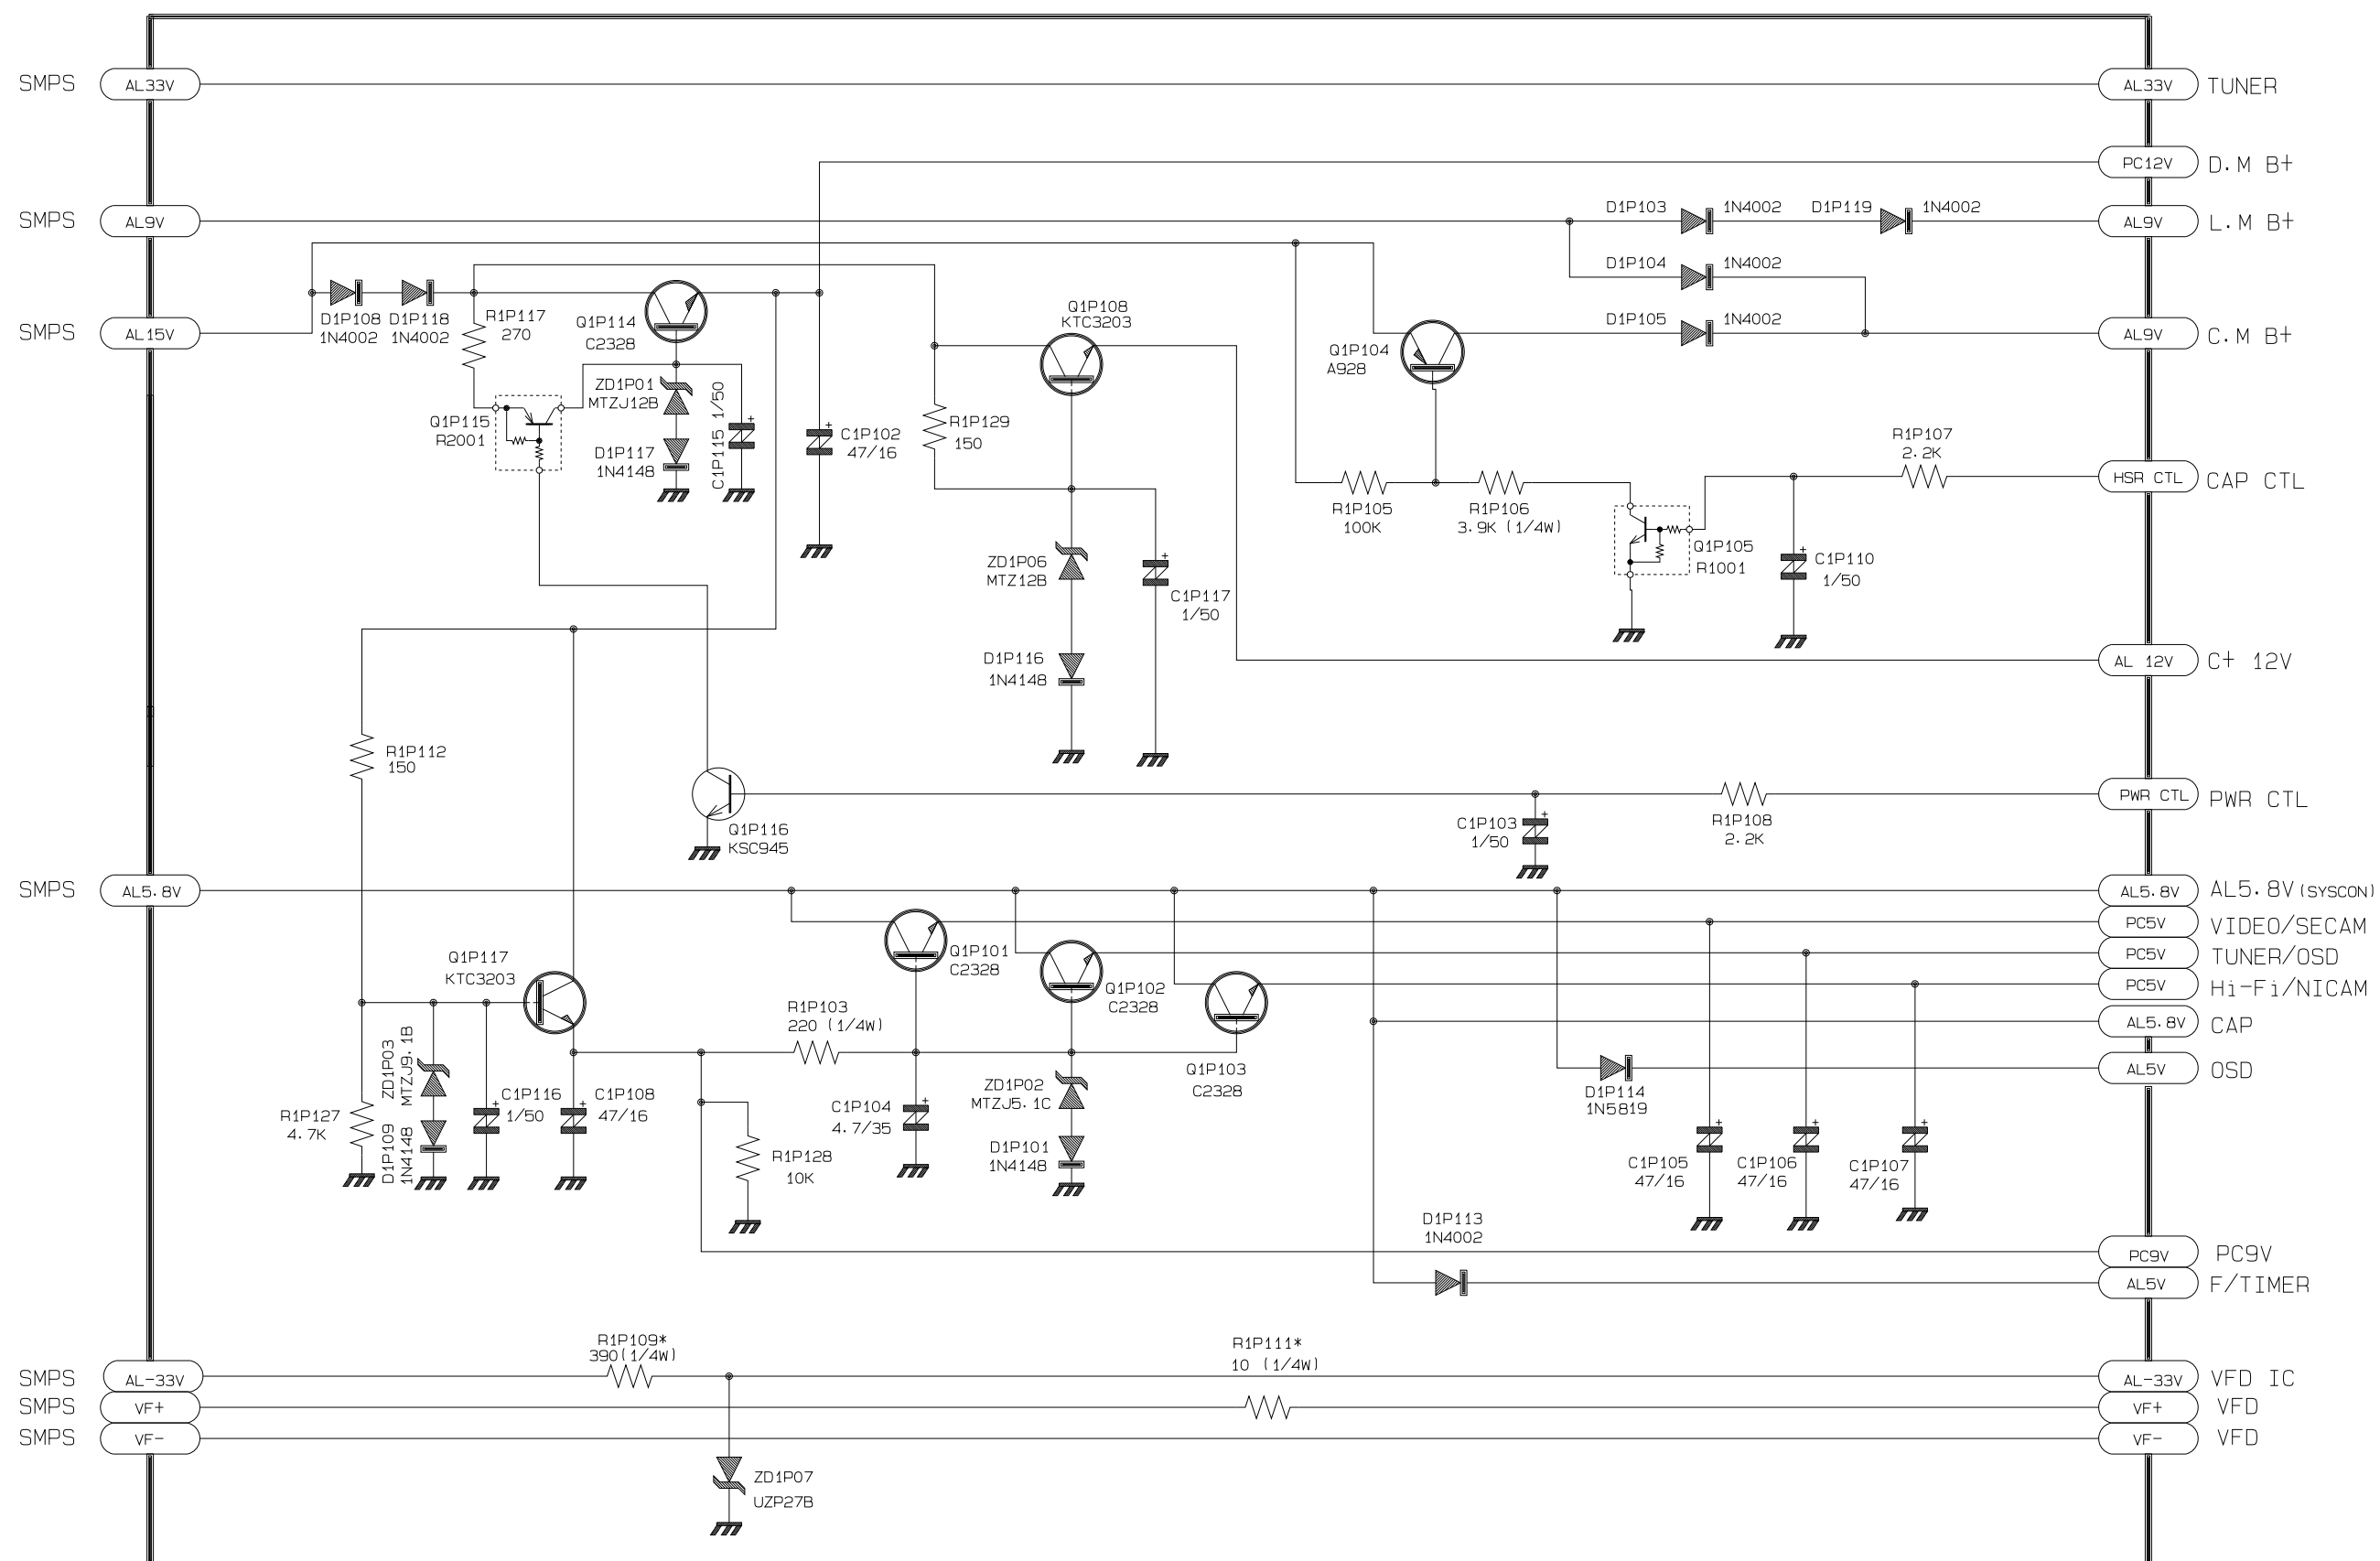 SMPS AL33V AL33V TUNER
PC12V D.M B+
SMPS AL9V D1P103 1N4002 D1P119 1N4002 AL9V L.M B+
D1P104 1N4002
SMPS AL15V
D1P108 D1P118
1N4002 1N4002
R1P117
270
Q1P114
C2328
Q1P108
KTC3203
Q1P104
A928
D1P105 1N4002 AL9V C.M B+
ZD1P01
MTZJ12B
Q1P115
R2001
D1P117
1N4148
C1P115 1/50
C1P102
47/16
R1P129
150
R1P107
2.2K
HSR CTL CAP CTL
R1P105
100K
R1P106
3.9K (1/4W)
Q1P105
R1001
C1P110
1/50
ZD1P06
MTZ12B
C1P117
1/50
D1P116
1N4148
AL 12V C+ 12V
R1P112
150
Q1P116
KSC945
C1P103
1/50
R1P108
2.2K
PWR CTL PWR CTL
SMPS AL5.8V AL5.8V AL5.8V(SYSCON)
PC5V VIDEO/SECAM
PC5V TUNER/OSD
PC5V Hi-Fi/NICAM
AL5.8V CAP
AL5V OSD
Q1P117
KTC3203
Q1P101
C2328
Q1P102
C2328
Q1P103
C2328
R1P103
220 (1/4W)
ZD1P03
MTZJ9.1B
D1P109
1N4148
R1P127
4.7K
C1P116
1/50
C1P108
47/16
C1P104
4.7/35
ZD1P02
MTZJ5.1C
D1P101
1N4148
R1P128
10K
D1P114
1N5819
C1P105
47/16
C1P106
47/16
C1P107
47/16
D1P113
1N4002
PC9V PC9V
AL5V F/TIMER
R1P109*
390(1/4W)
R1P111*
10 (1/4W)
SMPS AL-33V AL-33V VFD IC
SMPS VF+ VF+ VFD
SMPS VF- VF- VFD
ZD1P07
UZP27B